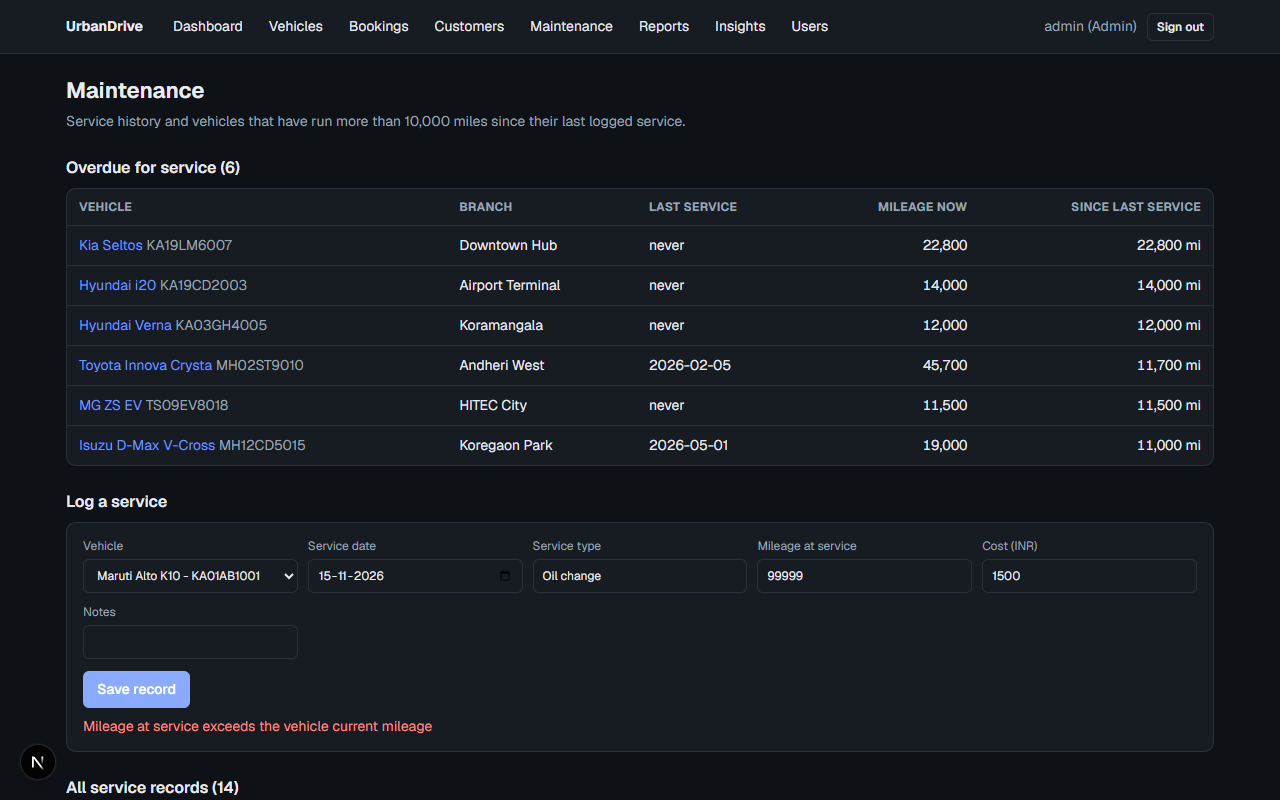 UrbanDrive Dashboard Vehicles Bookings Customers Maintenance Reports Insights Users admin (Admin) Sign out
Maintenance
Service history and vehicles that have run more than 10,000 miles since their last logged service.
Overdue for service (6)
VEHICLE BRANCH LAST SERVICE MILEAGE NOW SINCE LAST SERVICE
Kia Seltos KA19LM6007 Downtown Hub never 22,800 22,800 mi
Hyundai i20 KA19CD2003 Airport Terminal never 14,000 14,000 mi
Hyundai Verna KA03GH4005 Koramangala never 12,000 12,000 mi
Toyota Innova Crysta MH02ST9010 Andheri West 2026-02-05 45,700 11,700 mi
MG ZS EV TS09EV8018 HITEC City never 11,500 11,500 mi
Isuzu D-Max V-Cross MH12CD5015 Koregaon Park 2026-05-01 19,000 11,000 mi
Log a service
Vehicle Service date Service type Mileage at service Cost (INR)
Maruti Alto K10 - KA01AB1001 15-11-2026 Oil change 99999 1500
Notes
Save record
Mileage at service exceeds the vehicle current mileage
N
All service records (14)